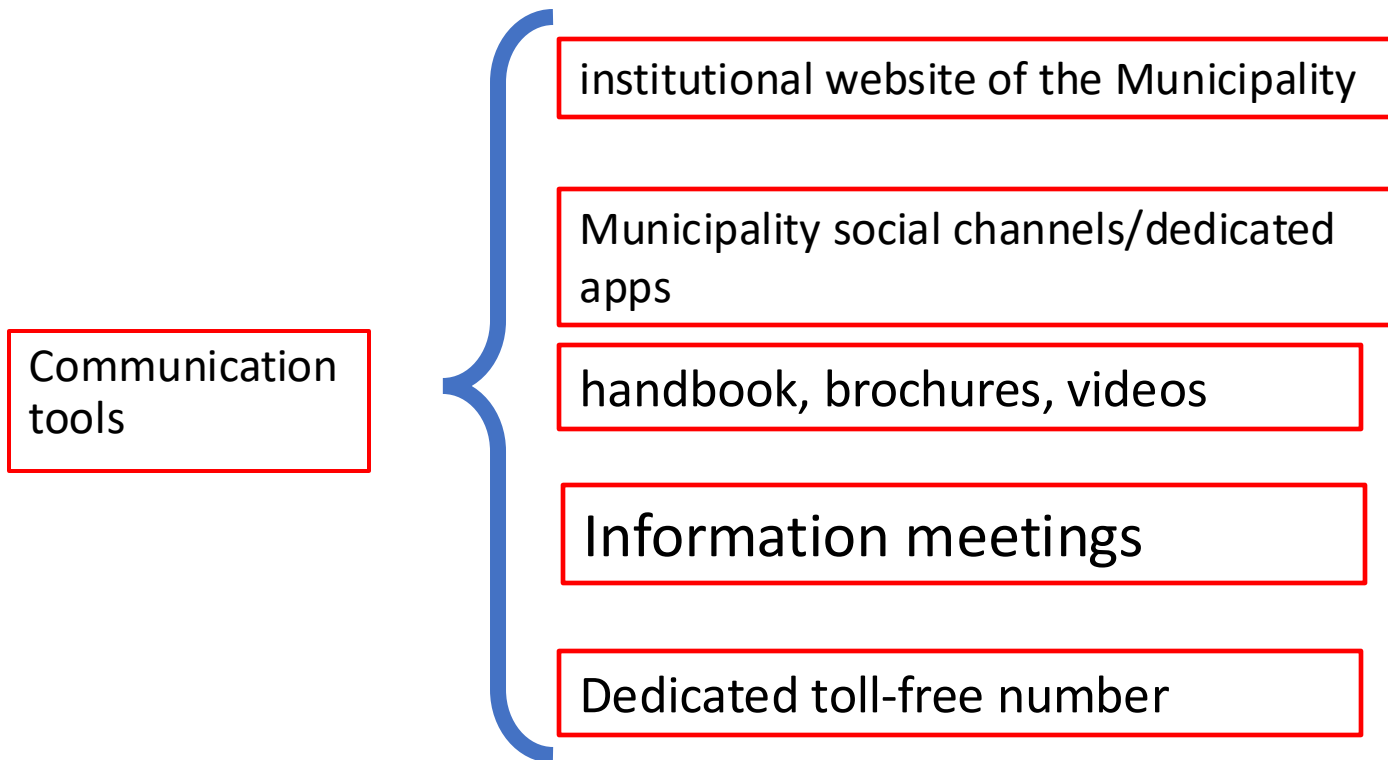 institutional website of the Municipality
Municipality social channels/dedicated
apps
Communication
tools
handbook, brochures, videos
Information meetings
Dedicated toll-free number